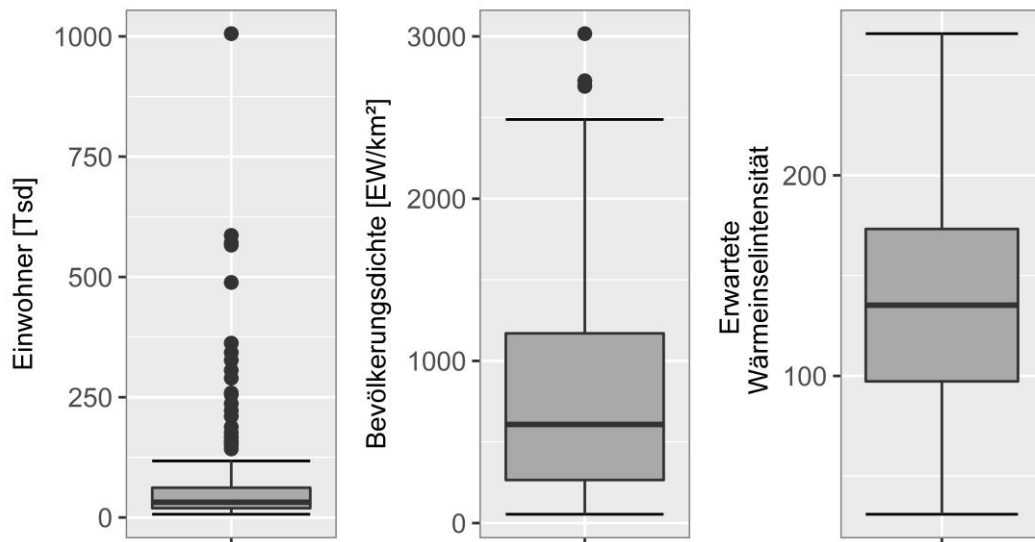 Einwohner [Tsd]
1000
750
500
250
0
Bevölkerungsdichte [EW/km²]
3000
2000
1000
0
Erwartete
Wärmeinselintensität
200
100